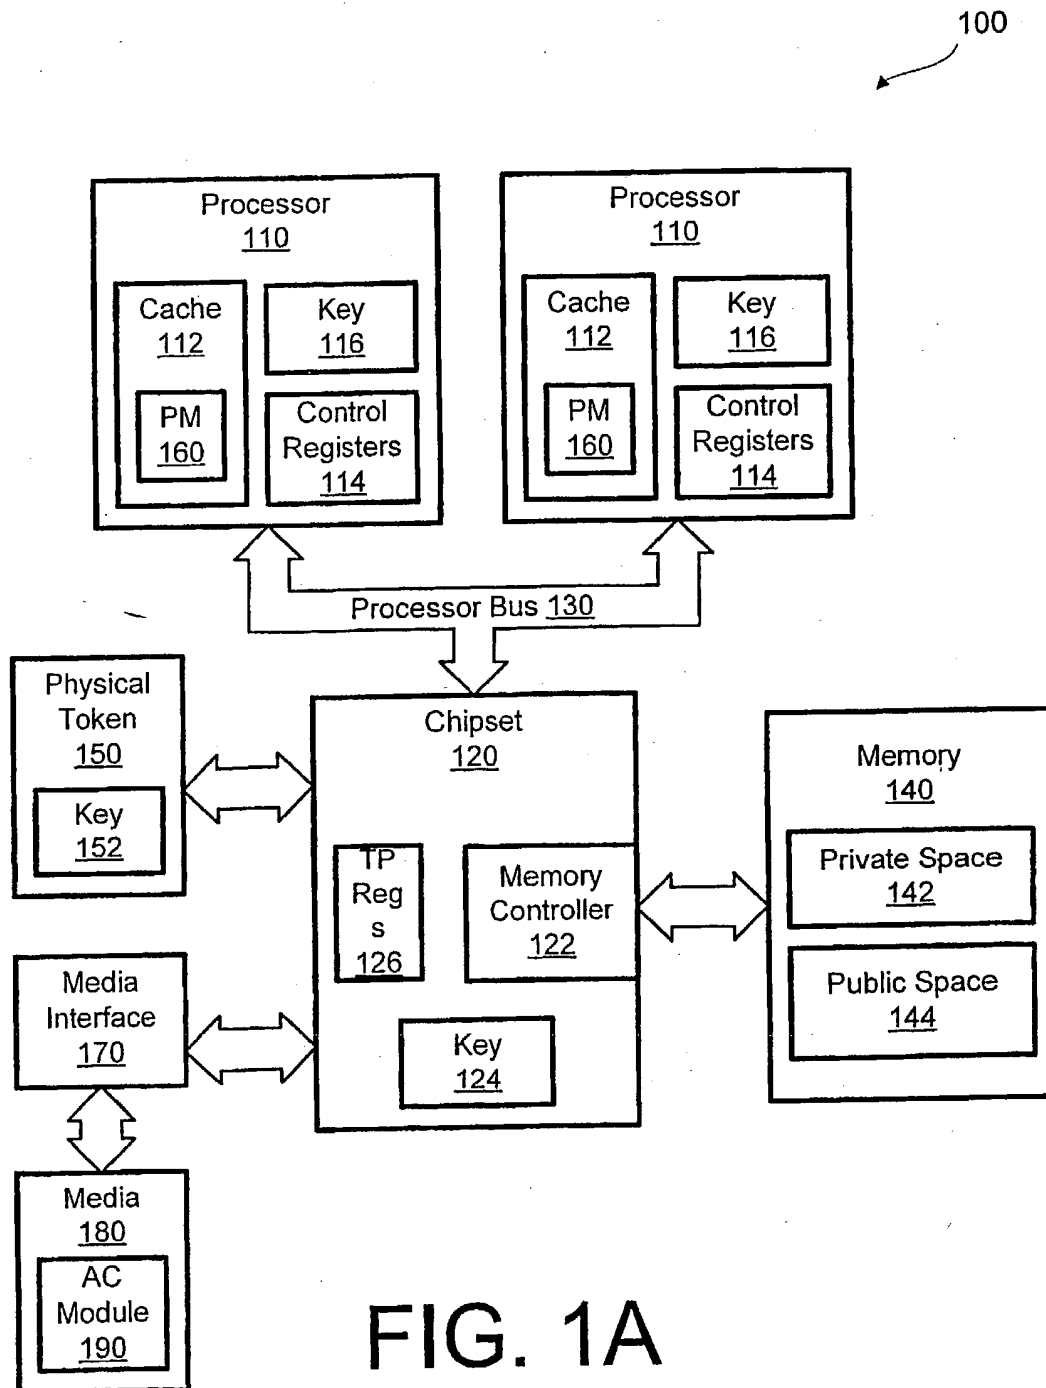 100
Processor
110
Cache
112
PM
160
Key
116
Control
Registers
114
Processor
110
Cache
112
PM
160
Key
116
Control
Registers
114
Processor Bus 130
Physical
Token
150
Key
152
Chipset
120
TP
Reg
s
126
Memory
Controller
122
Key
124
Memory
140
Private Space
142
Public Space
144
Media
Interface
170
Media
180
AC
Module
190
FIG. 1A